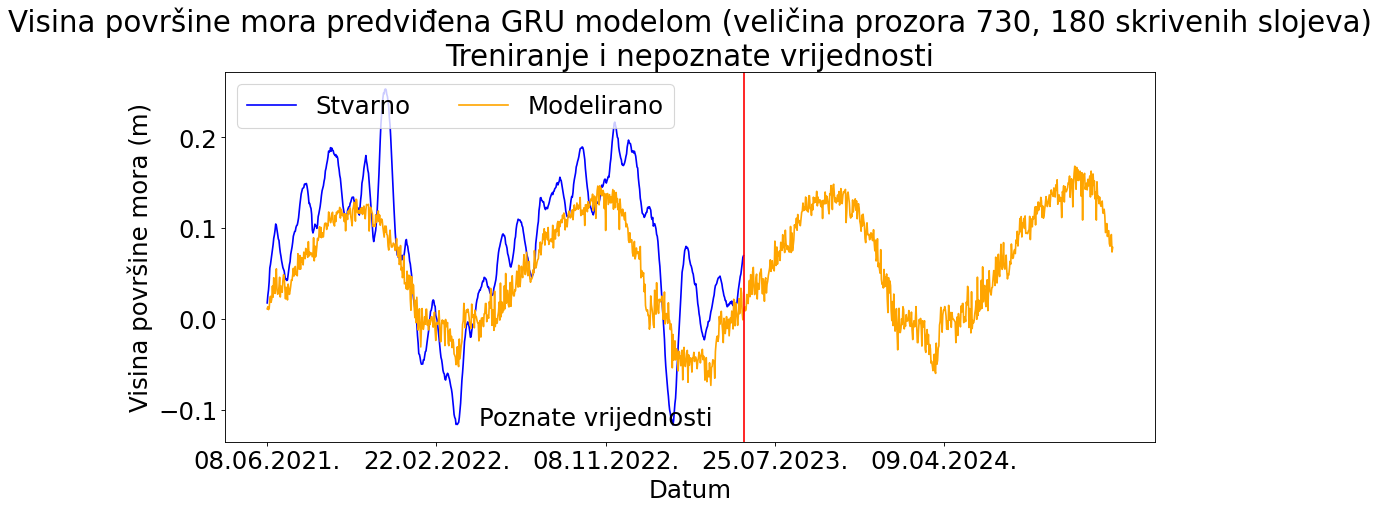 Visina površine mora predviđena GRU modelom (veličina prozora 730, 180 skrivenih slojeva)
Treniranje i nepoznate vrijednosti
Stvarno Modelirano
Visina površine mora (m)
0.2
0.1
0.0
−0.1
Poznate vrijednosti
08.06.2021. 22.02.2022. 08.11.2022. 25.07.2023. 09.04.2024.
Datum